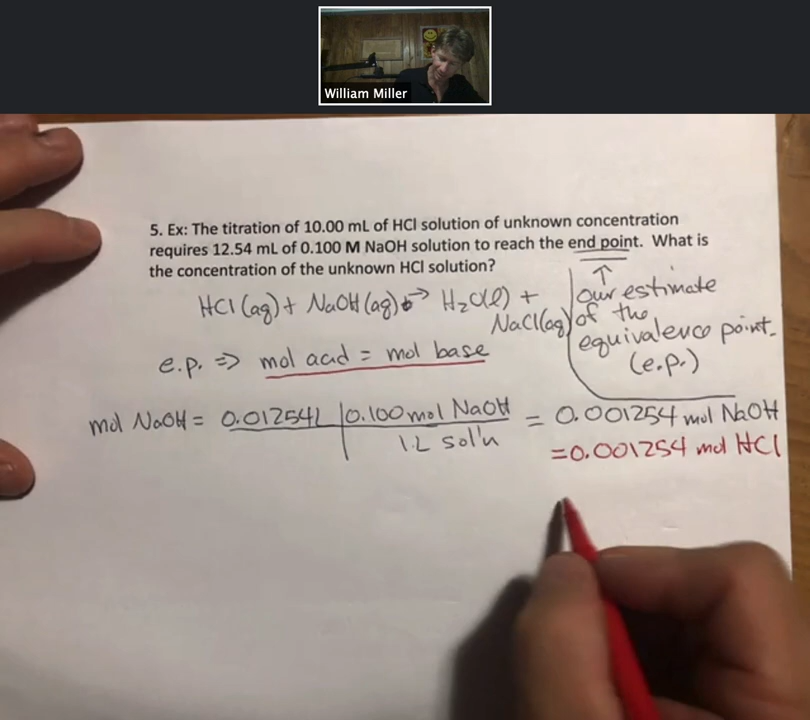 William Miller
5. Ex: The titration of 10.00 mL of HCl solution of unknown concentration
requires 12.54 mL of 0.100 M NaOH solution to reach the end point. What is
the concentration of the unknown HCl solution?
HCl(aq) + NaOH(aq) → H2O(l) +
NaCl(aq)
↑
our estimate
of the
equivalence point.
(e.p.)
e.p. ⇒ mol acid = mol base
mol NaOH = 0.01254L | 0.100 mol NaOH = 0.001254 mol NaOH
1 L sol'n
=0.001254 mol HCl